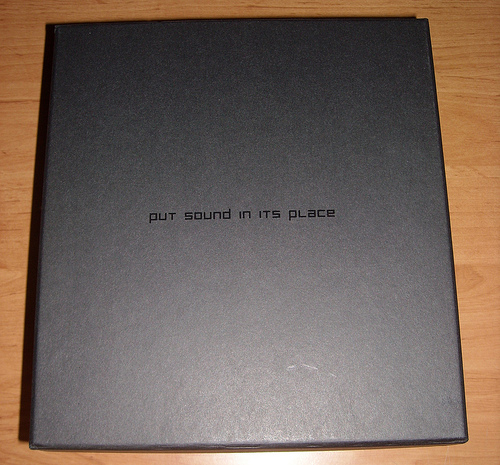 PUT SOUND IN ITS PLACE